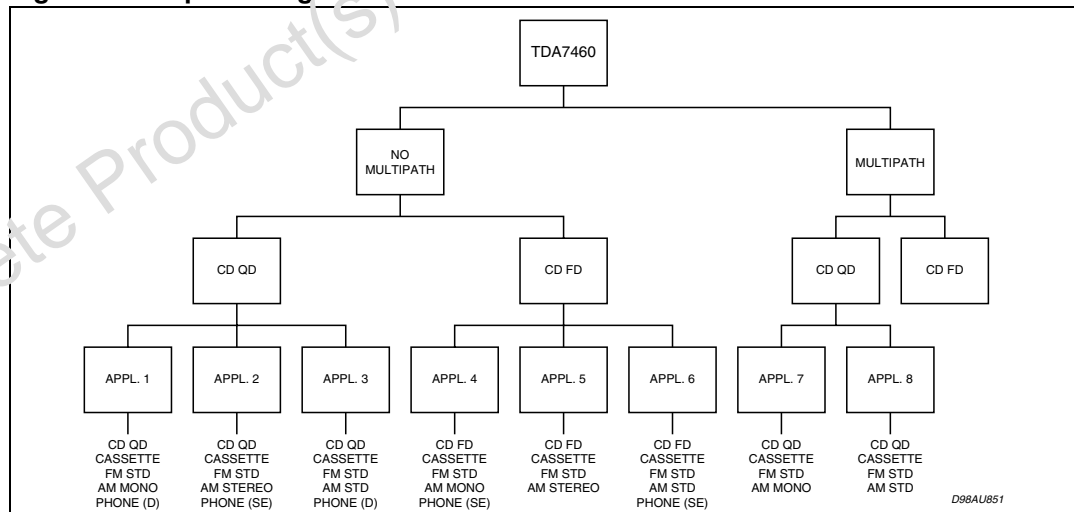 TDA7460
NO
MULTIPATH
MULTIPATH
CD QD
CD FD
CD QD
CD FD
APPL. 1
APPL. 2
APPL. 3
APPL. 4
APPL. 5
APPL. 6
APPL. 7
APPL. 8
CD QD
CASSETTE
FM STD
AM MONO
PHONE (D)
CD QD
CASSETTE
FM STD
AM STEREO
PHONE (SE)
CD QD
CASSETTE
FM STD
AM STD
PHONE (D)
CD FD
CASSETTE
FM STD
AM MONO
PHONE (SE)
CD FD
CASSETTE
FM STD
AM STEREO
CD FD
CASSETTE
FM STD
AM STD
PHONE (SE)
CD QD
CASSETTE
FM STD
AM MONO
CD QD
CASSETTE
FM STD
AM STD
D98AU851
ete Product(s)